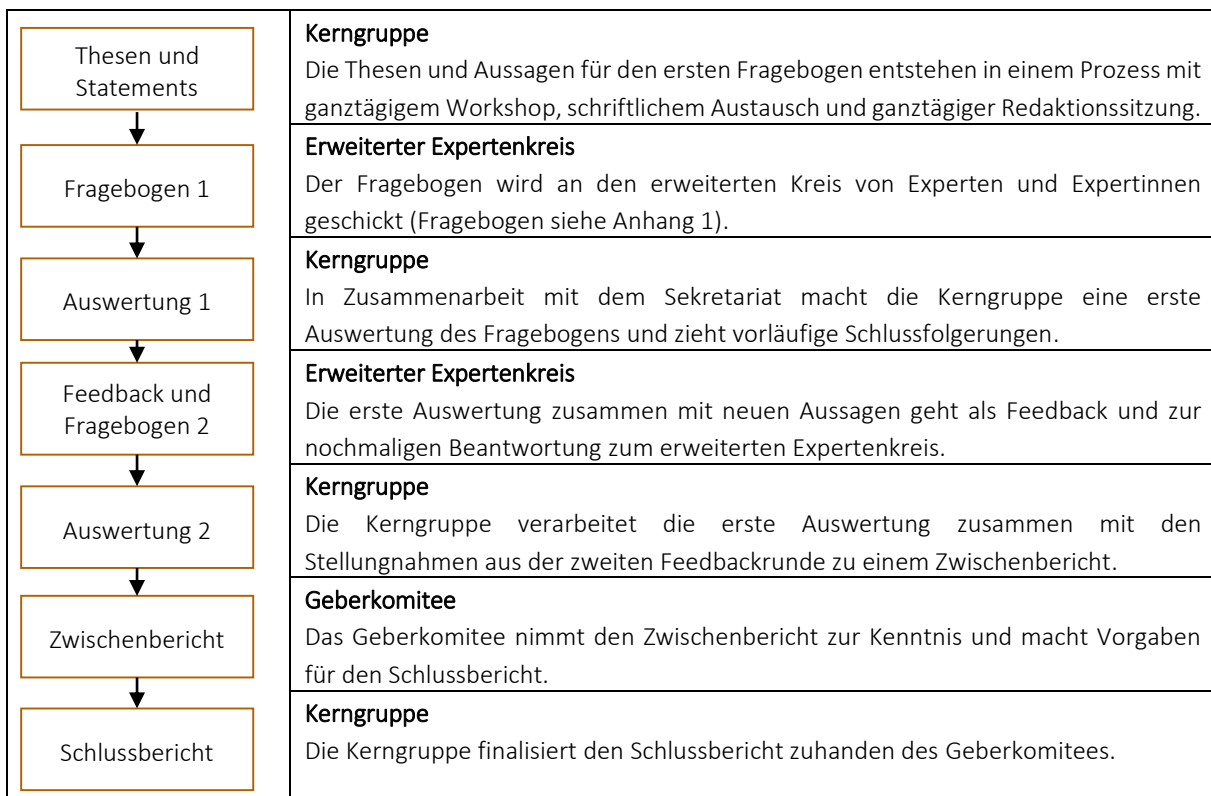 Thesen und
Statements
Kerngruppe
Die Thesen und Aussagen für den ersten Fragebogen entstehen in einem Prozess mit
ganztägigem Workshop, schriftlichem Austausch und ganztägiger Redaktionssitzung.
Fragebogen 1
Erweiterter Expertenkreis
Der Fragebogen wird an den erweiterten Kreis von Experten und Expertinnen
geschickt (Fragebogen siehe Anhang 1).
Auswertung 1
Kerngruppe
In Zusammenarbeit mit dem Sekretariat macht die Kerngruppe eine erste
Auswertung des Fragebogens und zieht vorläufige Schlussfolgerungen.
Feedback und
Fragebogen 2
Erweiterter Expertenkreis
Die erste Auswertung zusammen mit neuen Aussagen geht als Feedback und zur
nochmaligen Beantwortung zum erweiterten Expertenkreis.
Auswertung 2
Kerngruppe
Die Kerngruppe verarbeitet die erste Auswertung zusammen mit den
Stellungnahmen aus der zweiten Feedbackrunde zu einem Zwischenbericht.
Zwischenbericht
Geberkomitee
Das Geberkomitee nimmt den Zwischenbericht zur Kenntnis und macht Vorgaben
für den Schlussbericht.
Schlussbericht
Kerngruppe
Die Kerngruppe finalisiert den Schlussbericht zuhanden des Geberkomitees.